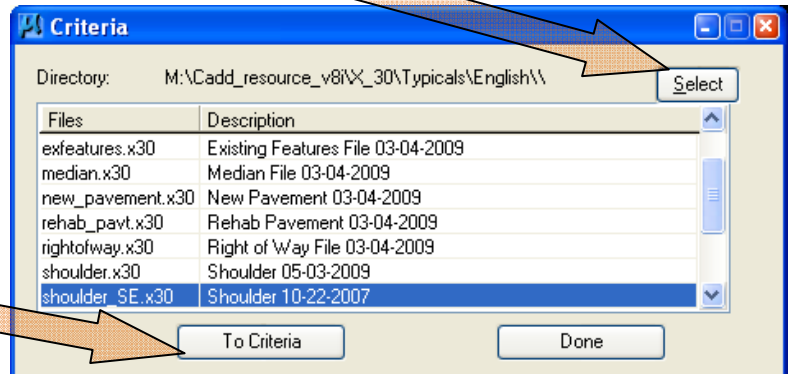 Criteria
Directory: M:\Cadd_resource_v8i\X_30\Typicals\English\\ Select
Files Description
exfeatures.x30 Existing Features File 03-04-2009
median.x30 Median File 03-04-2009
new_pavement.x30 New Pavement 03-04-2009
rehab_pavt.x30 Rehab Pavement 03-04-2009
rightofway.x30 Right of Way File 03-04-2009
shoulder.x30 Shoulder 05-03-2009
shoulder_SE.x30 Shoulder 10-22-2007
To Criteria Done